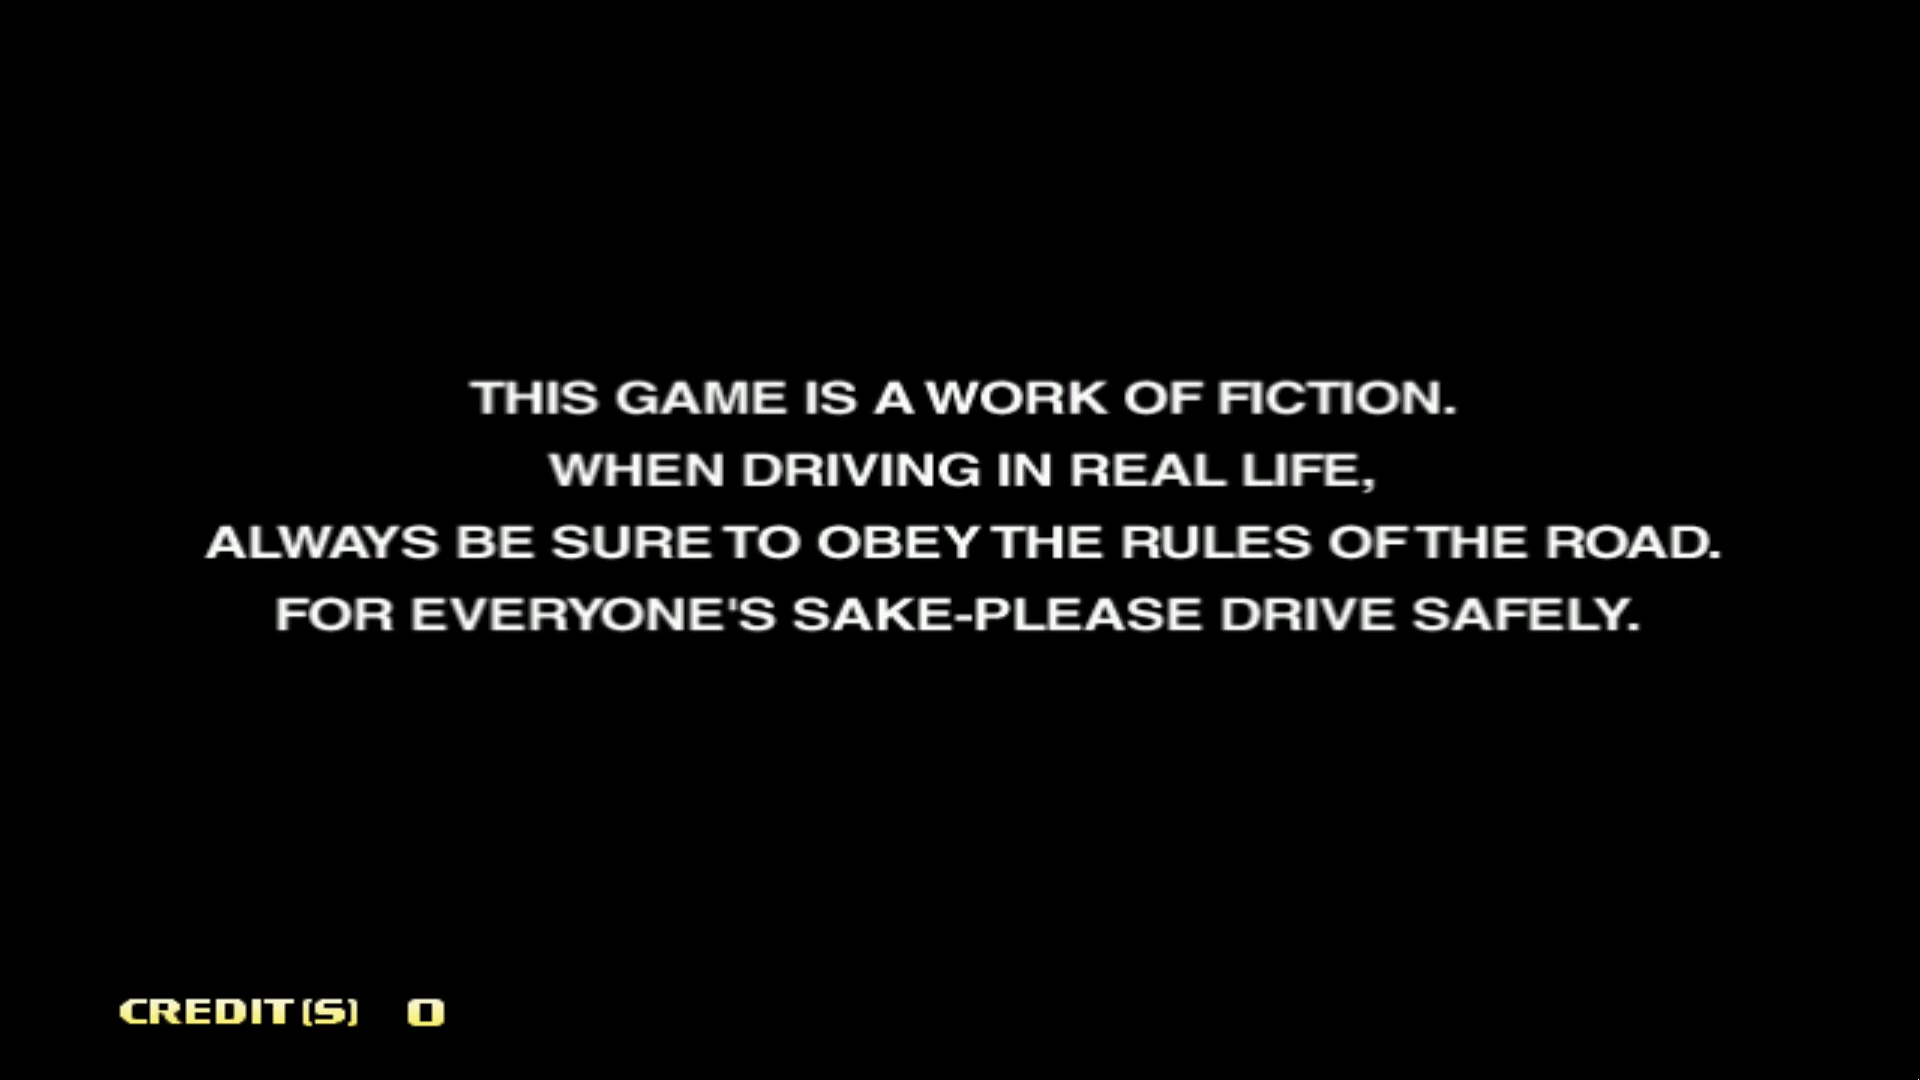 THIS GAME IS A WORK OF FICTION.
WHEN DRIVING IN REAL LIFE,
ALWAYS BE SURE TO OBEY THE RULES OF THE ROAD.
FOR EVERYONE'S SAKE-PLEASE DRIVE SAFELY.
CREDIT(S) 0